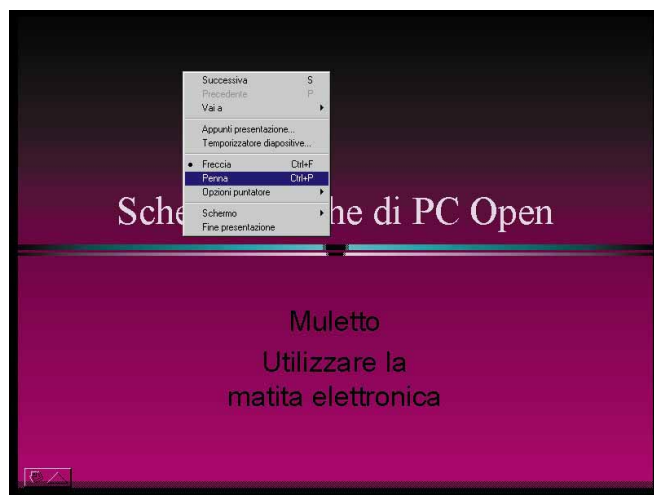 Successiva S
Precedente P
Vai a
Appunti presentazione...
Temporizzatore diapositive...
Freccia Ctrl+F
Penna Ctrl+P
Opzioni puntatore
Schermo
Fine presentazione
Sche he di PC Open
Muletto
Utilizzare la
matita elettronica